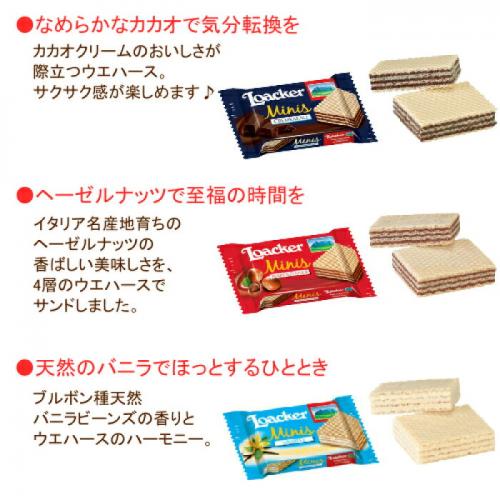 ●なめらかなカカオで気分転換を
カカオクリームのおいしさが
際立つウエハース。
サクサク感が楽しめます♪
Loacker
Minis
●ヘーゼルナッツで至福の時間を
イタリア名産地育ちの
ヘーゼルナッツの
香ばしい美味しさを、
4層のウエハースで
サンドしました。
Loacker
Minis
●天然のバニラでほっとするひととき
ブルボン種天然
バニラビーンズの香りと
ウエハースのハーモニー。
Loacker
Minis